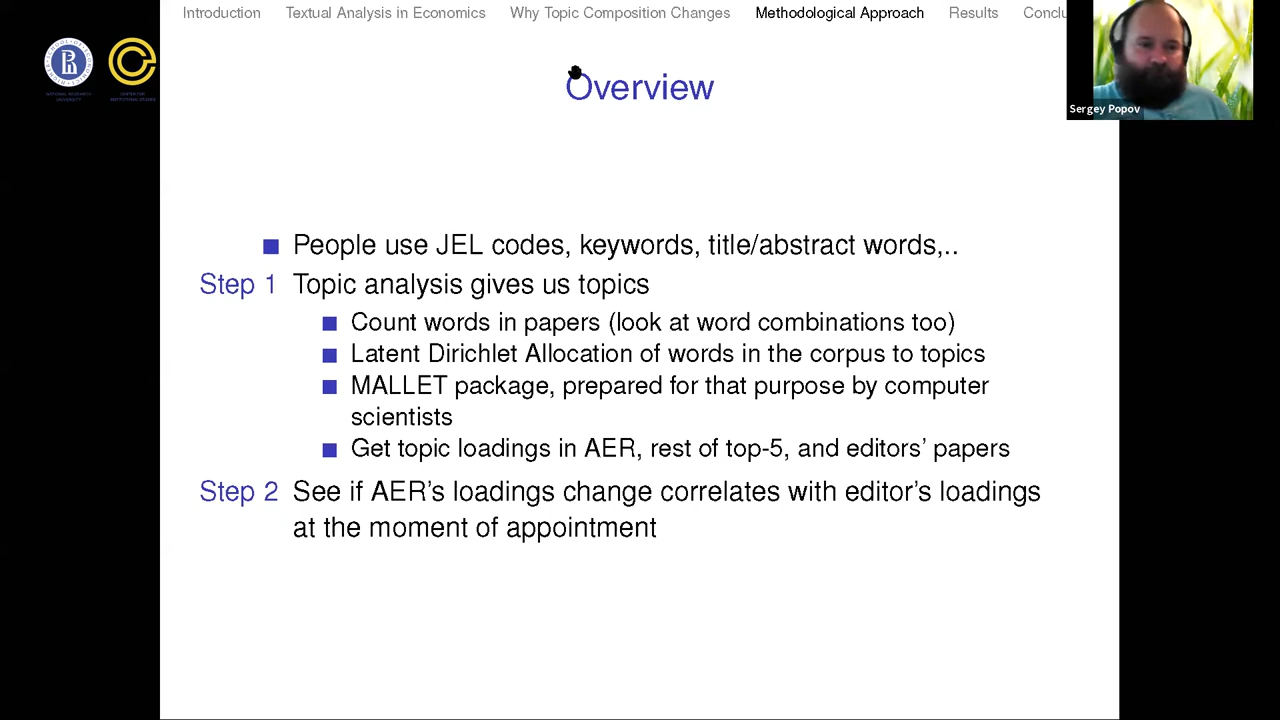 Introduction Textual Analysis in Economics Why Topic Composition Changes Methodological Approach Results Conclu
Sergey Popov
Overview
People use JEL codes, keywords, title/abstract words,..
Step 1 Topic analysis gives us topics
Count words in papers (look at word combinations too)
Latent Dirichlet Allocation of words in the corpus to topics
MALLET package, prepared for that purpose by computer
scientists
Get topic loadings in AER, rest of top-5, and editors' papers
Step 2 See if AER's loadings change correlates with editor's loadings
at the moment of appointment